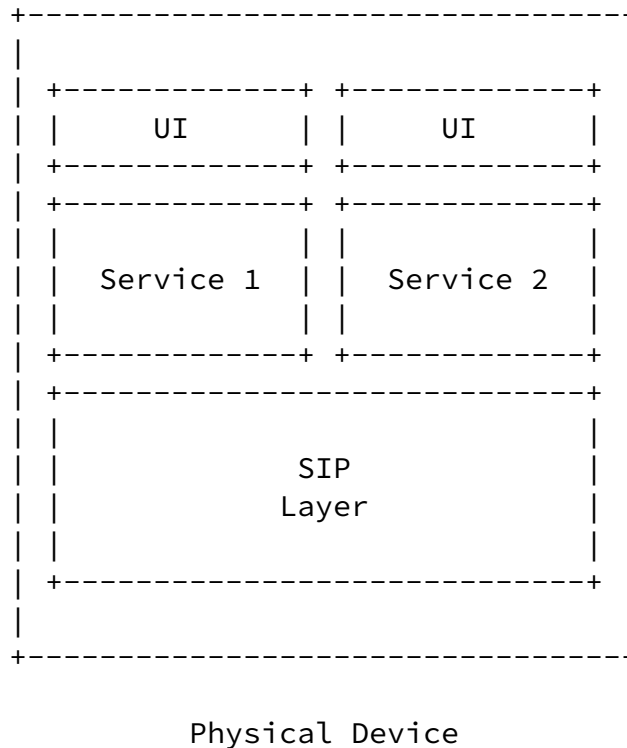 UI UI
Service 1 Service 2
SIP
Layer
Physical Device